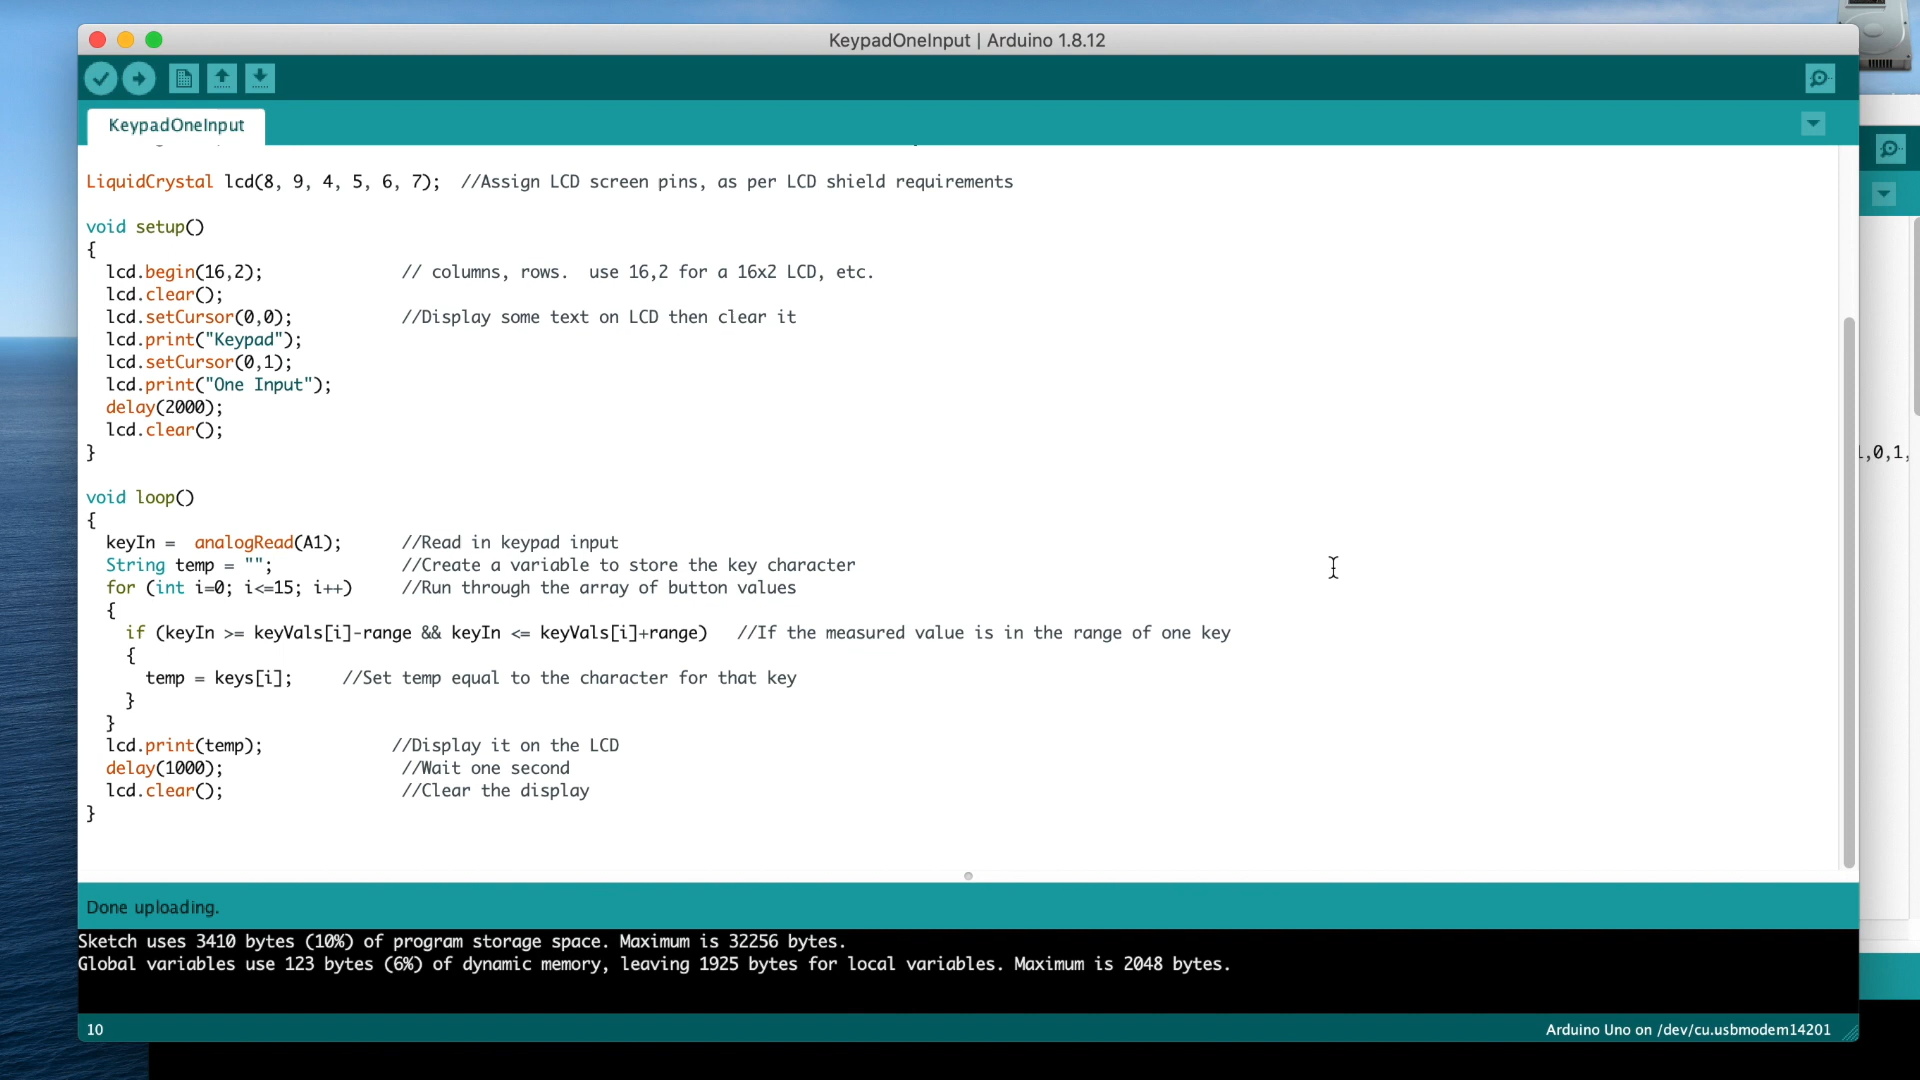 KeypadOneInput | Arduino 1.8.12
KeypadOneInput
LiquidCrystal lcd(8, 9, 4, 5, 6, 7);  //Assign LCD screen pins, as per LCD shield requirements
void setup()
{
  lcd.begin(16,2);              // columns, rows.  use 16,2 for a 16x2 LCD, etc.
  lcd.clear();
  lcd.setCursor(0,0);           //Display some text on LCD then clear it
  lcd.print("Keypad");
  lcd.setCursor(0,1);
  lcd.print("One Input");
  delay(2000);
  lcd.clear();
}
void loop()
{
  keyIn =  analogRead(A1);      //Read in keypad input
  String temp = "";             //Create a variable to store the key character
  for (int i=0; i<=15; i++)     //Run through the array of button values
  {
    if (keyIn >= keyVals[i]-range && keyIn <= keyVals[i]+range)   //If the measured value is in the range of one key
    {
      temp = keys[i];     //Set temp equal to the character for that key
    }
  }
  lcd.print(temp);             //Display it on the LCD
  delay(1000);                  //Wait one second
  lcd.clear();                  //Clear the display
}
,0,1,
Done uploading.
Sketch uses 3410 bytes (10%) of program storage space. Maximum is 32256 bytes.
Global variables use 123 bytes (6%) of dynamic memory, leaving 1925 bytes for local variables. Maximum is 2048 bytes.
10
Arduino Uno on /dev/cu.usbmodem14201